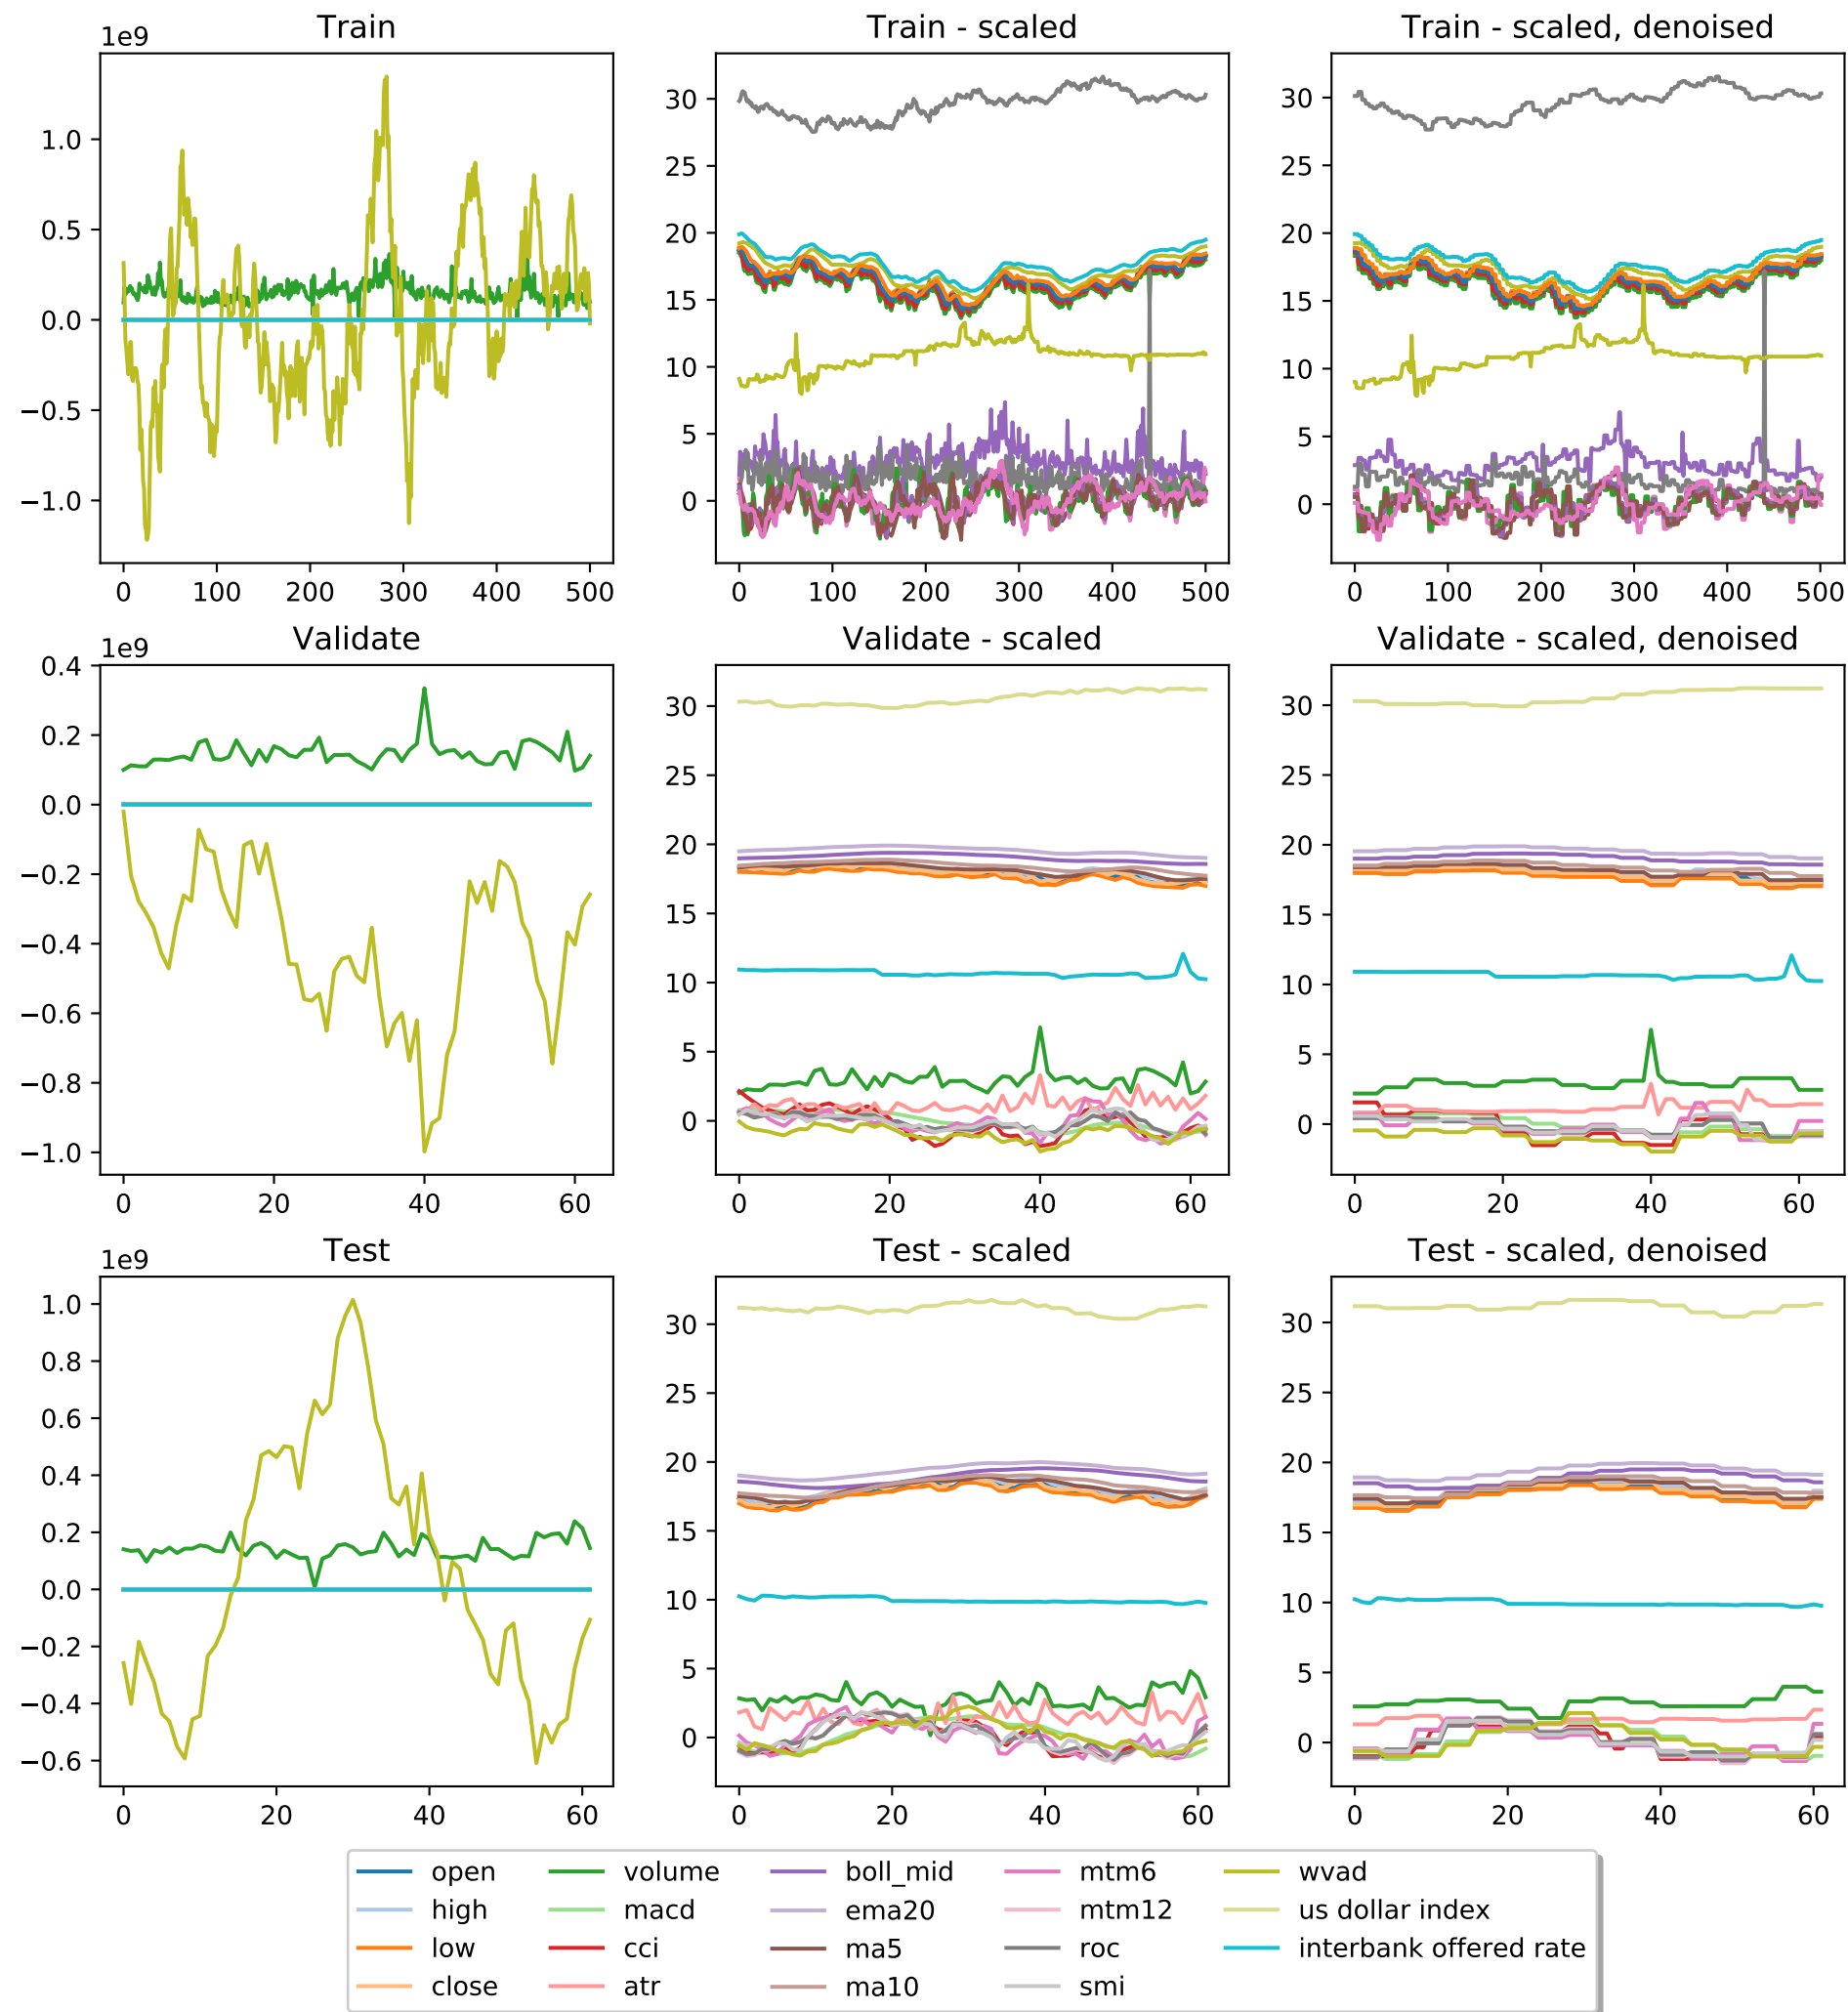 Train
Train - scaled
Train - scaled, denoised
1e9
1.0
0.5
0.0
−0.5
−1.0
0 100 200 300 400 500
30
25
20
15
10
5
0
0 100 200 300 400 500
30
25
20
15
10
5
0
0 100 200 300 400 500
Validate
Validate - scaled
Validate - scaled, denoised
1e9
0.4
0.2
0.0
−0.2
−0.4
−0.6
−0.8
−1.0
0 20 40 60
30
25
20
15
10
5
0
0 20 40 60
30
25
20
15
10
5
0
0 20 40 60
Test
Test - scaled
Test - scaled, denoised
1e9
1.0
0.8
0.6
0.4
0.2
0.0
−0.2
−0.4
−0.6
0 20 40 60
30
25
20
15
10
5
0
0 20 40 60
30
25
20
15
10
5
0
0 20 40 60
open
high
low
close
volume
macd
cci
atr
boll_mid
ema20
ma5
ma10
mtm6
mtm12
roc
smi
wvad
us dollar index
interbank offered rate